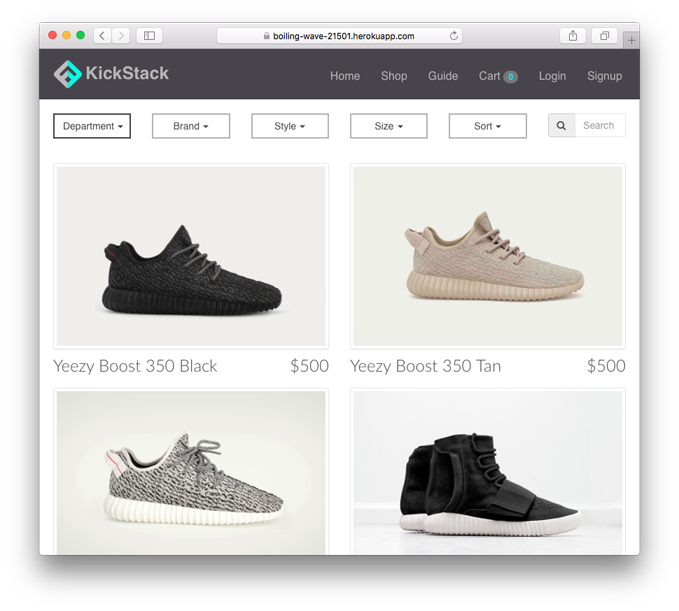 boiling-wave-21501.herokuapp.com
KickStack
Home Shop Guide Cart 0 Login Signup
Department Brand Style Size Sort Search
Yeezy Boost 350 Black $500 Yeezy Boost 350 Tan $500